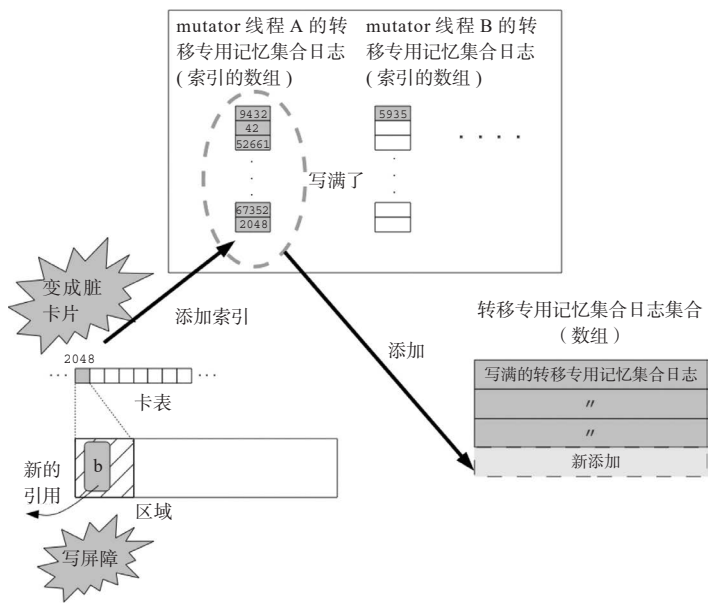 mutator 线程 A 的转
移专用记忆集合日志
( 索引的数组 )
mutator 线程 B 的转
移专用记忆集合日志
( 索引的数组 )
9432
42
52661
67352
2048
写满了
5935
变成脏
卡片
添加索引
添加
2048
卡表
b
新的
引用
区域
写屏障
转移专用记忆集合日志集合
( 数组 )
写满的转移专用记忆集合日志
〃
〃
新添加